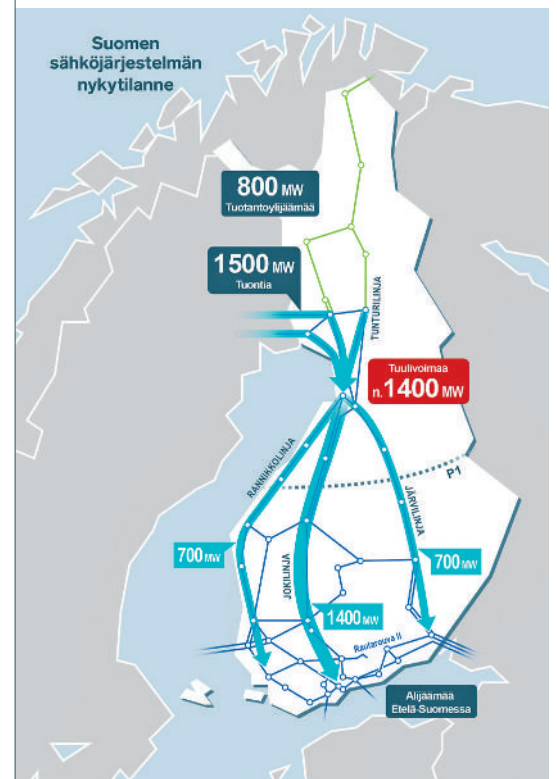 Suomen
sähköjärjestelmän
nykytilanne
800 MW
Tuotantoylijäämää
1500 MW
Tuontia
TUNTURILINJA
Tuulivoimaa
n.1400 MW
RANNIKKOLINJA
P1
JÄRVILINJA
JOKILINJA
700 MW
700 MW
1400 MW
Rautarouva II
Alijäämää
Etelä-Suomessa